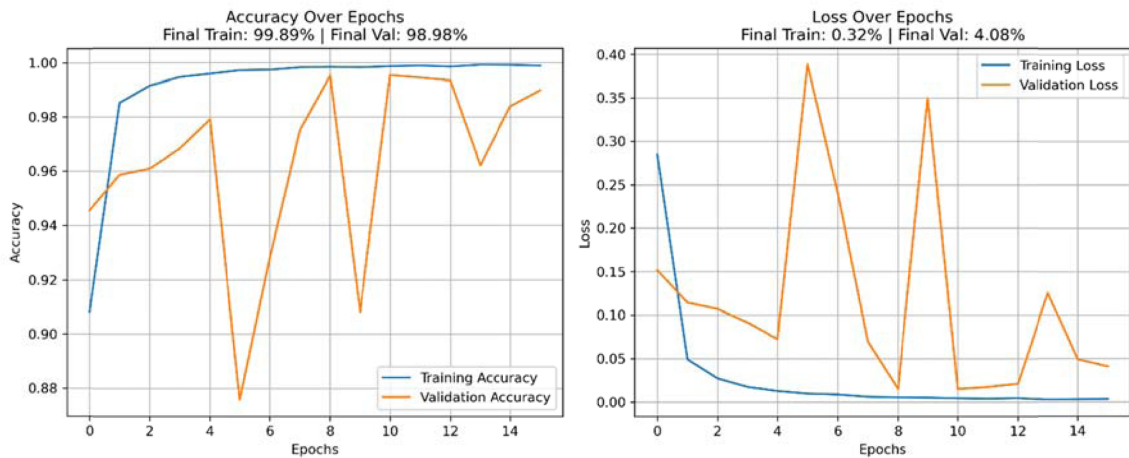 Accuracy Over Epochs
Final Train: 99.89% | Final Val: 98.98%
1.00
0.98
0.96
0.94
0.92
0.90
0.88
Accuracy
0 2 4 6 8 10 12 14
Epochs
Training Accuracy
Validation Accuracy
Loss Over Epochs
Final Train: 0.32% | Final Val: 4.08%
0.40
0.35
0.30
0.25
0.20
0.15
0.10
0.05
0.00
Loss
0 2 4 6 8 10 12 14
Epochs
Training Loss
Validation Loss